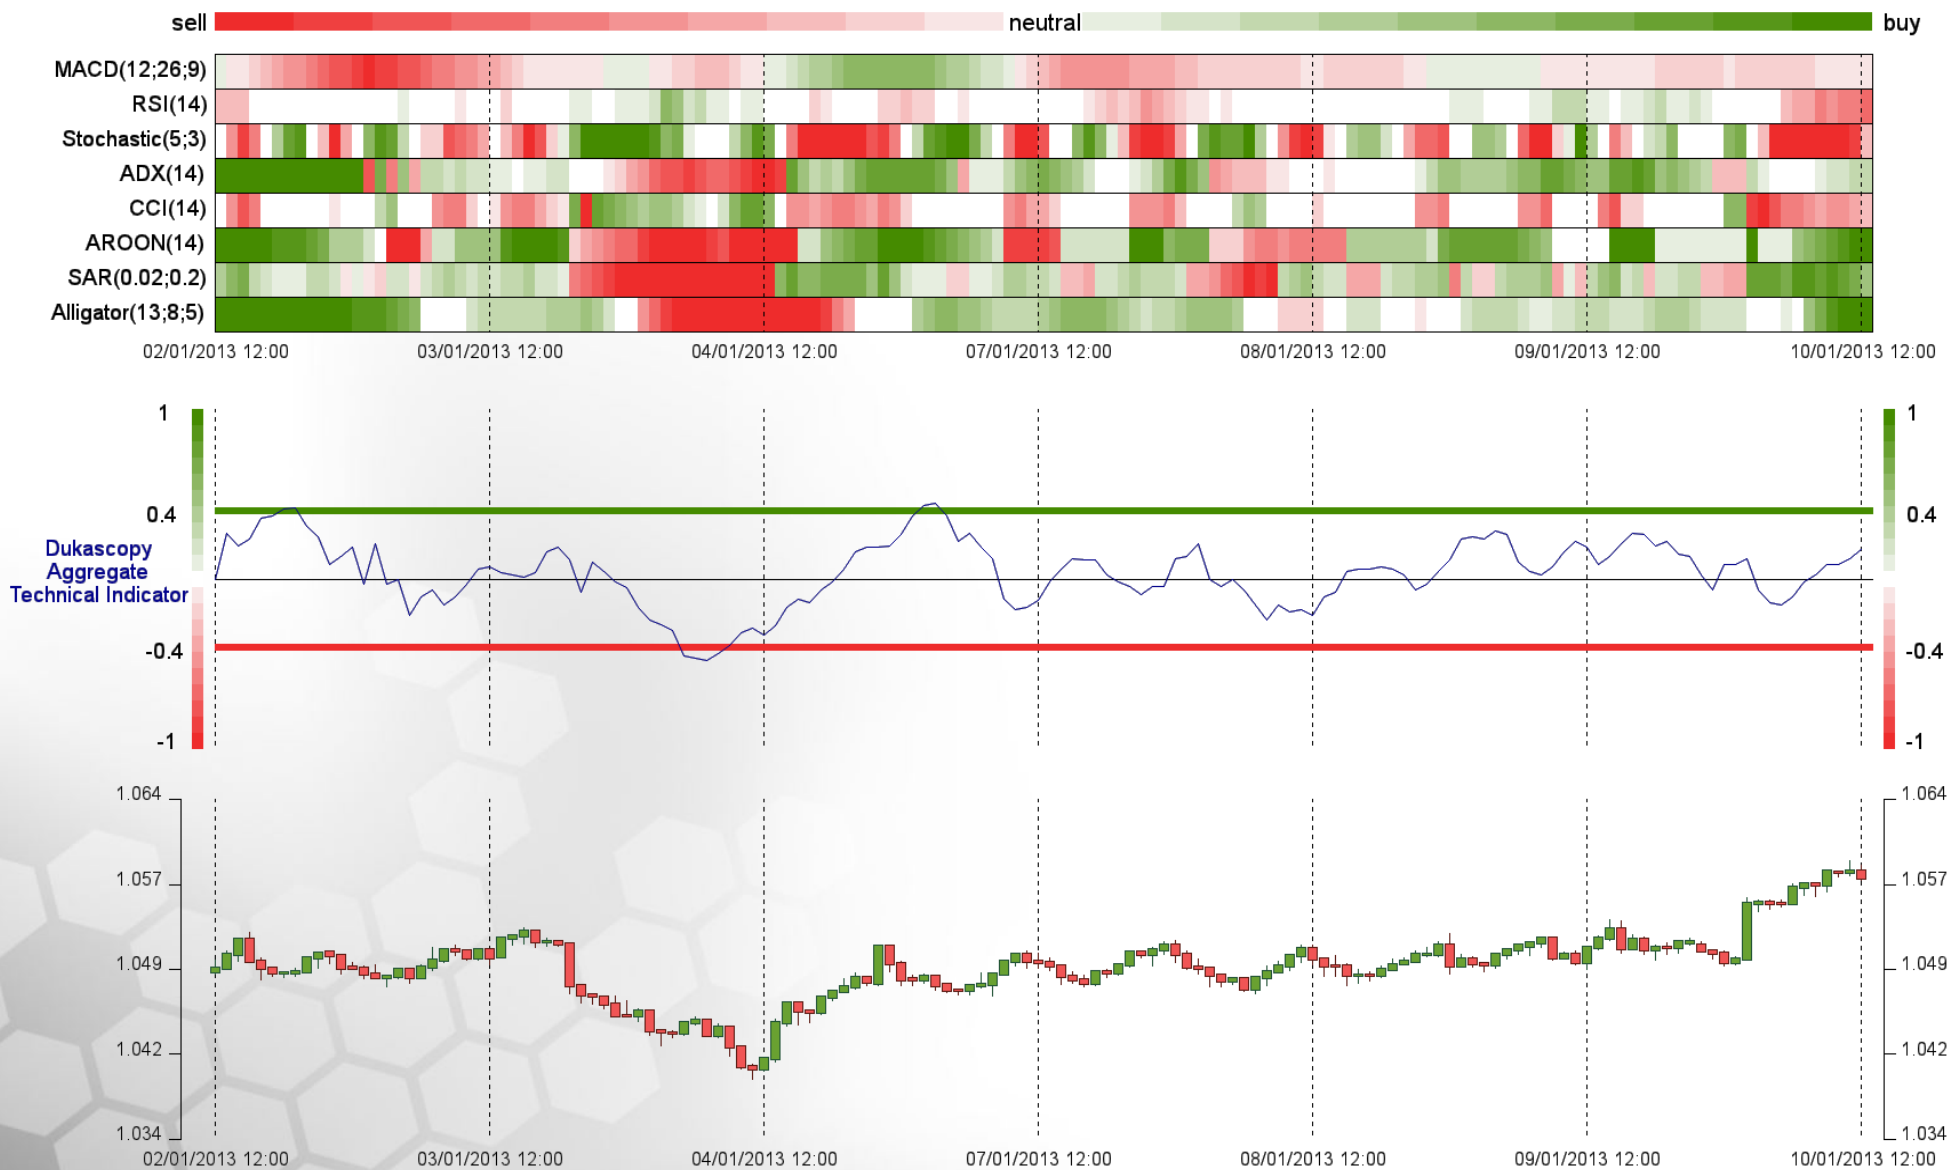 sell neutral buy
MACD(12;26;9)
RSI(14)
Stochastic(5;3)
ADX(14)
CCI(14)
AROON(14)
SAR(0.02;0.2)
Alligator(13;8;5)
02/01/2013 12:00 03/01/2013 12:00 04/01/2013 12:00 07/01/2013 12:00 08/01/2013 12:00 09/01/2013 12:00 10/01/2013 12:00
1 1
0.4 0.4
Dukascopy
Aggregate
Technical Indicator
-0.4 -0.4
-1 -1
1.064 1.064
1.057 1.057
1.049 1.049
1.042 1.042
1.034 1.034
02/01/2013 12:00 03/01/2013 12:00 04/01/2013 12:00 07/01/2013 12:00 08/01/2013 12:00 09/01/2013 12:00 10/01/2013 12:00